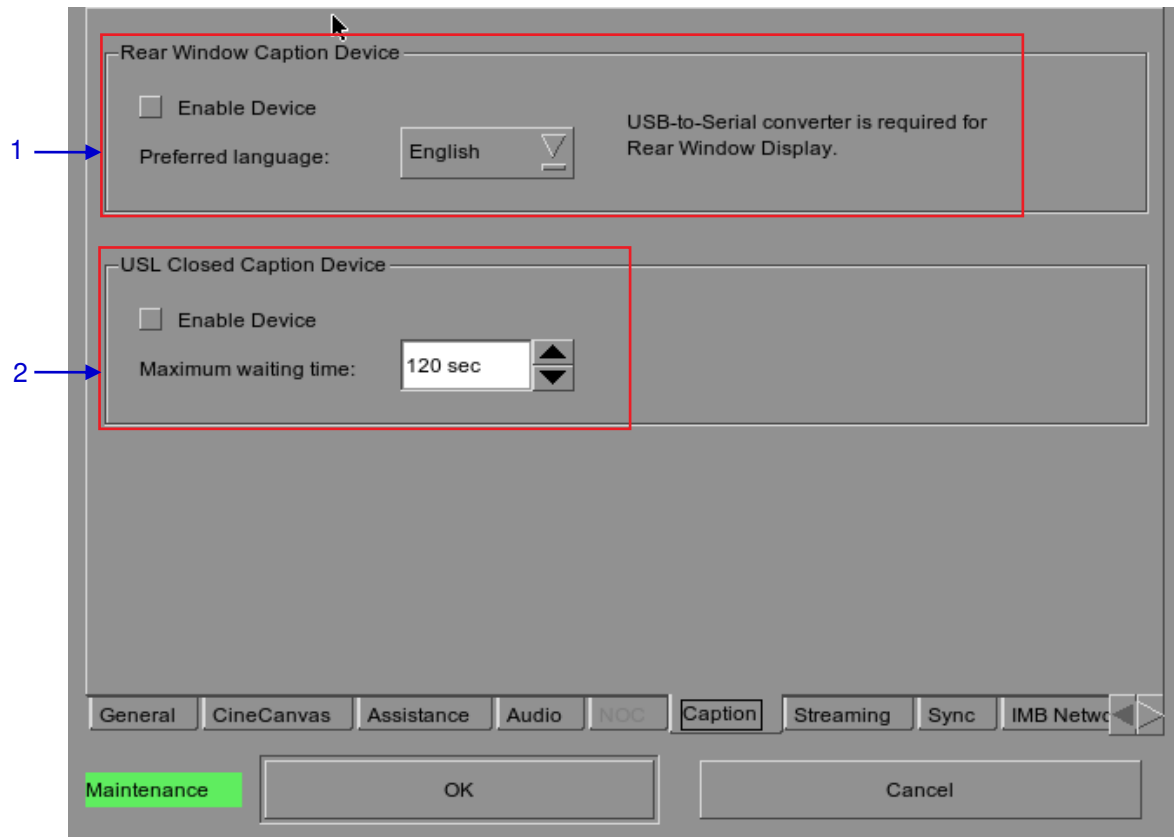 Rear Window Caption Device
Enable Device
USB-to-Serial converter is required for
Rear Window Display.
1
Preferred language:
English
USL Closed Caption Device
Enable Device
2
Maximum waiting time:
120 sec
General
CineCanvas
Assistance
Audio
NOC
Caption
Streaming
Sync
IMB Netwo
Maintenance
OK
Cancel